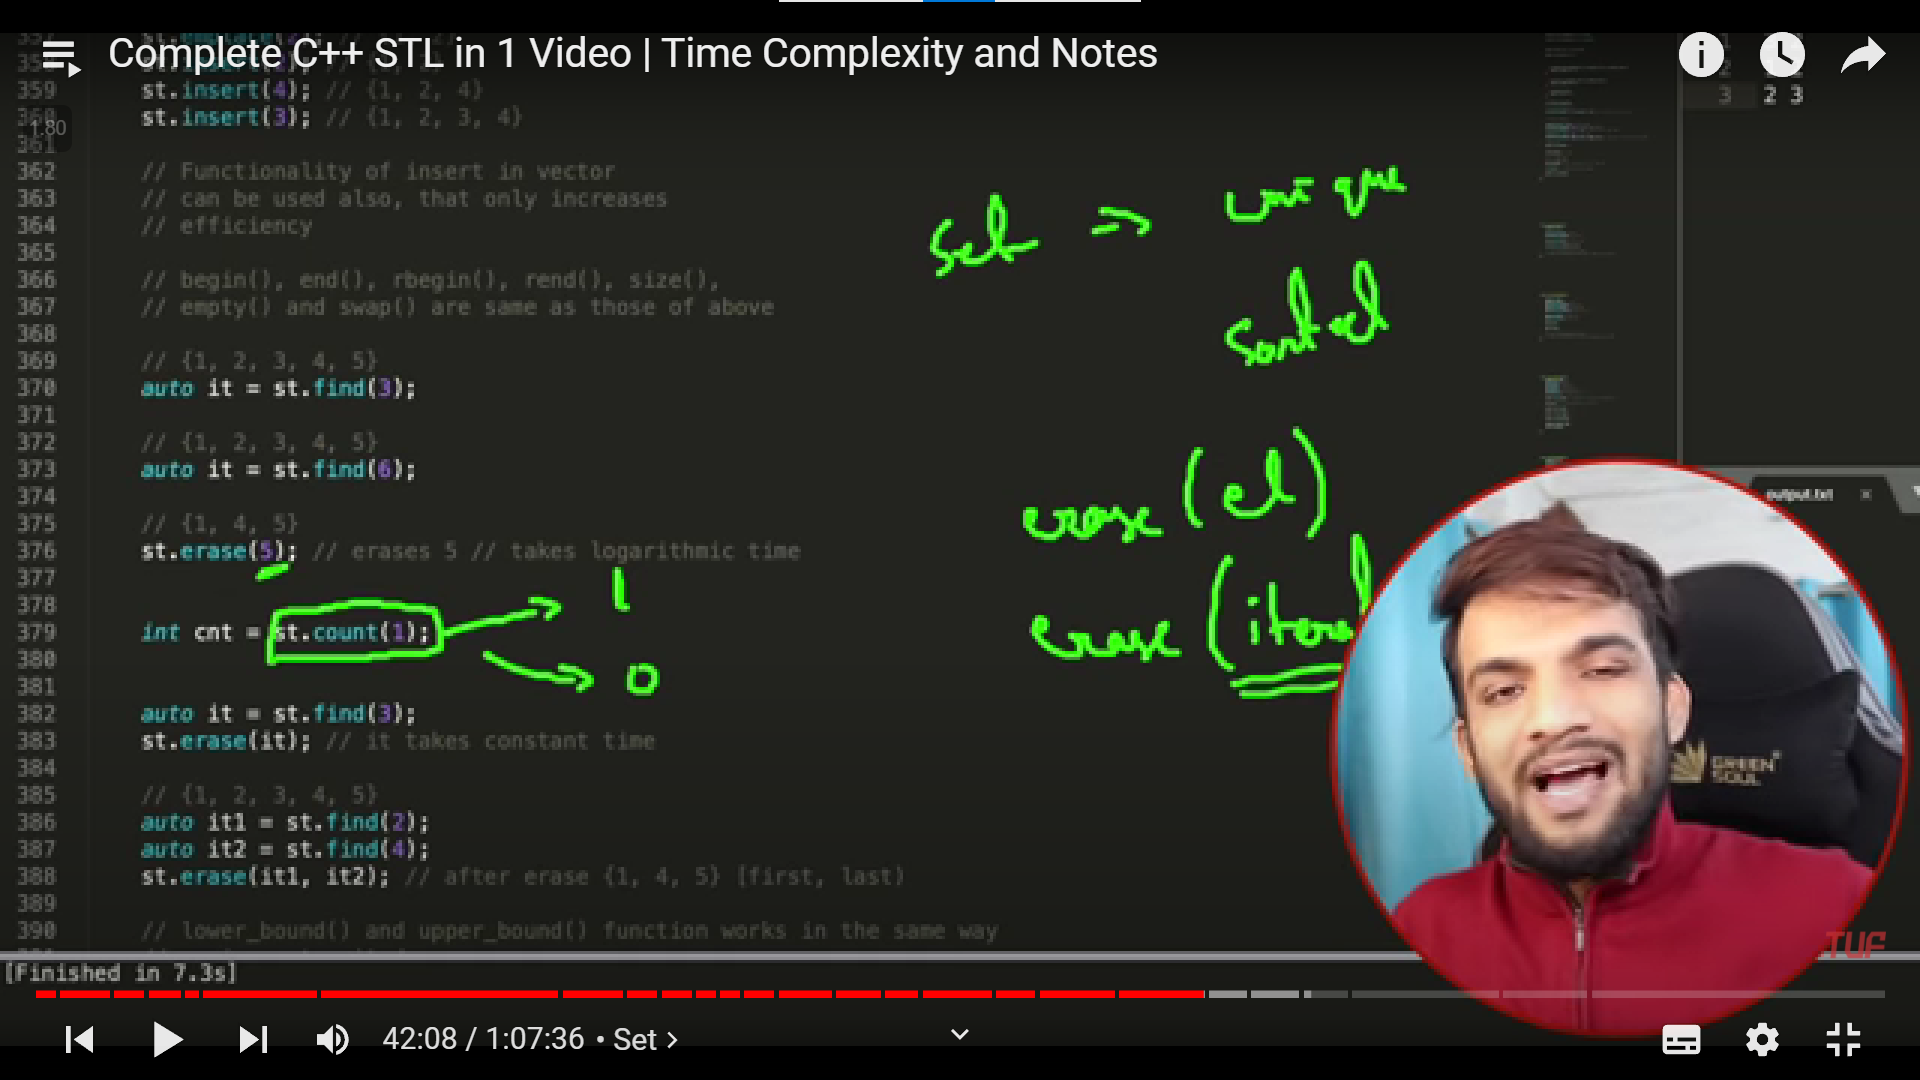 Complete C++ STL in 1 Video | Time Complexity and Notes
359 st.insert(4); // {1, 2, 4}
360 st.insert(3); // {1, 2, 3, 4}
1.80
361
362 // Functionality of insert in vector
363 // can be used also, that only increases
364 // efficiency
365
366 // begin(), end(), rbegin(), rend(), size(),
367 // empty() and swap() are same as those of above
368
369 // {1, 2, 3, 4, 5}
370 auto it = st.find(3);
371
372 // {1, 2, 3, 4, 5}
373 auto it = st.find(6);
374
375 // {1, 4, 5}
376 st.erase(5); // erases 5 // takes logarithmic time
377
378
379 int cnt = st.count(1);
380
381
382 auto it = st.find(3);
383 st.erase(it); // it takes constant time
384
385 // {1, 2, 3, 4, 5}
386 auto it1 = st.find(2);
387 auto it2 = st.find(4);
388 st.erase(it1, it2); // after erase {1, 4, 5} [first, last)
389
390 // lower_bound() and upper_bound() function works in the same way
[Finished in 7.3s]
1
0
set => unique
sorted
erase (el)
erase (itera
3 2 3
output.txt ×
GREEN
SOUL
TUF
42:08 / 1:07:36 • Set ›